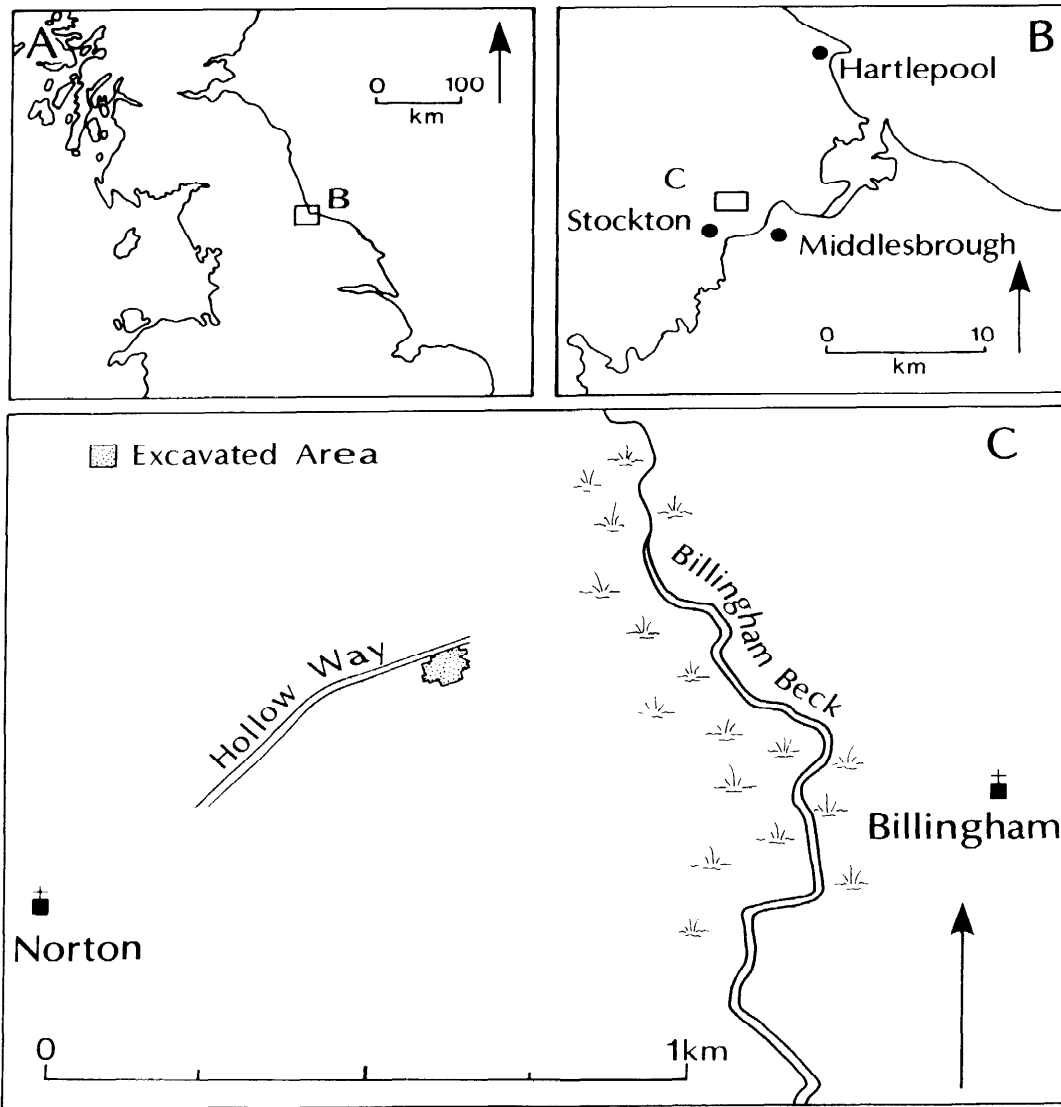 A
0 100
km
B
B
Hartlepool
C
Stockton
Middlesbrough
0 10
km
C
Excavated Area
Billingham Beck
Hollow Way
Billingham
Norton
0 1km